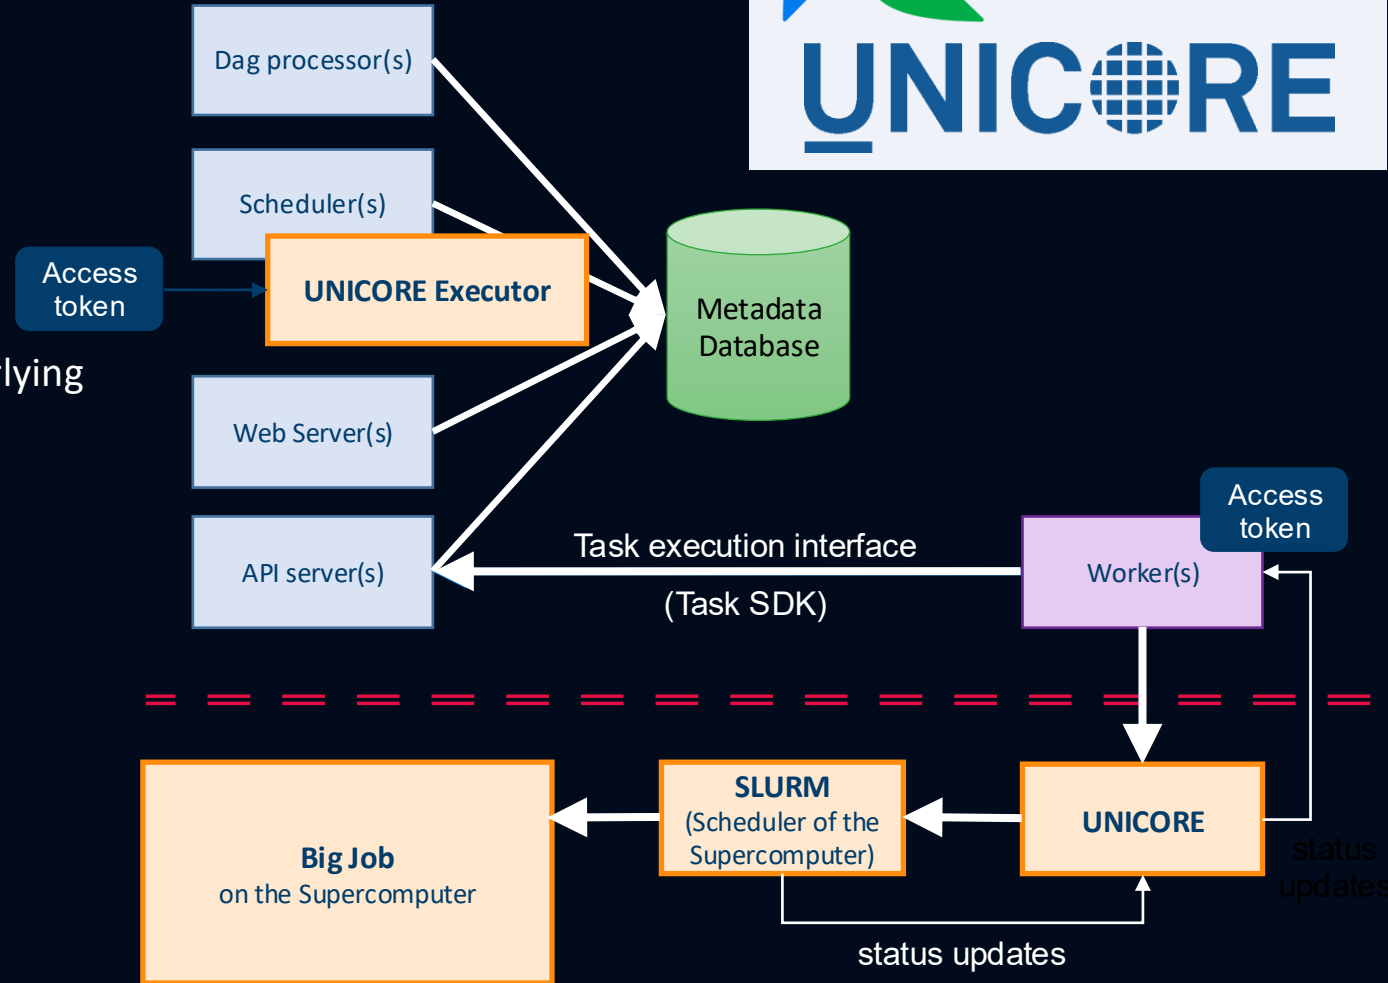 UNICORE
Dag processor(s)
Scheduler(s)
UNICORE Executor
Access
token
Metadata
Database
rlying
Web Server(s)
Access
token
API server(s)
Task execution interface
(Task SDK)
Worker(s)
Big Job
on the Supercomputer
SLURM
(Scheduler of the
Supercomputer)
UNICORE
status
updates
status updates